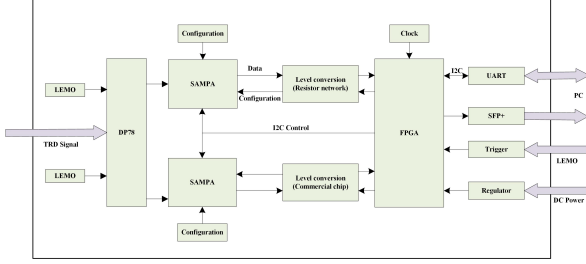 Configuration
Clock
Data
I2C
UART
LEMO
SAMPA
Level conversion
(Resistor network)
PC
Configuration
SFP+
DP78
I2C Control
FPGA
TRD Signal
Trigger
LEMO
LEMO
SAMPA
Level conversion
(Commercial chip)
Regulator
DC Power
Configuration